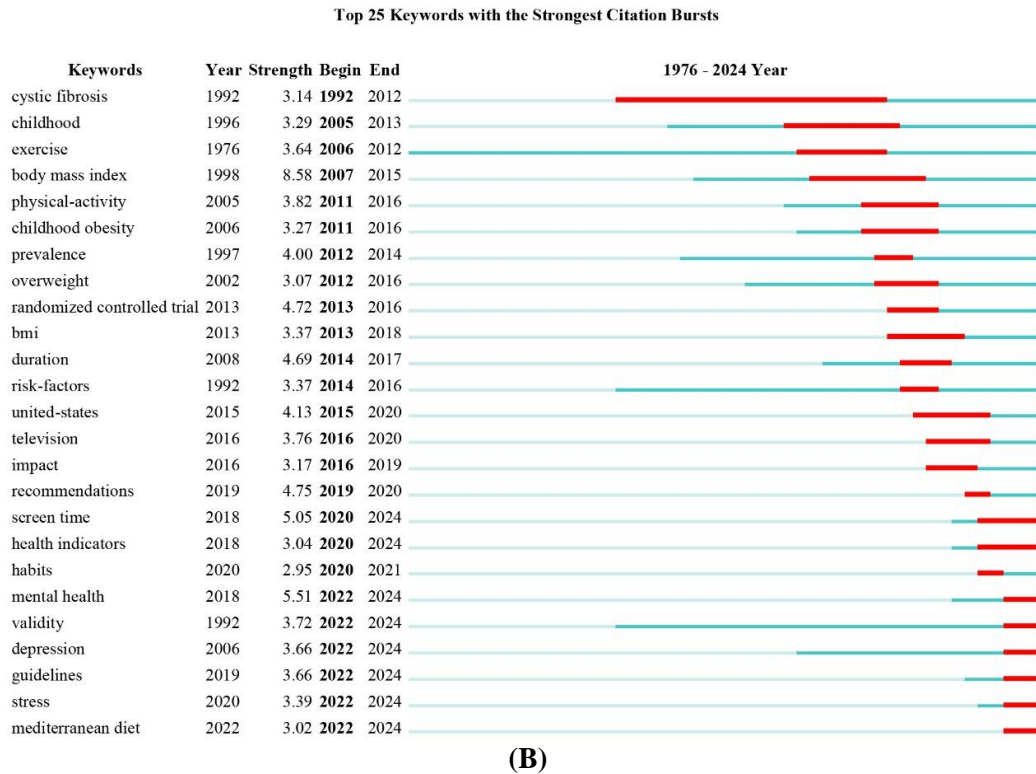 Top 25 Keywords with the Strongest Citation Bursts
Keywords Year Strength Begin End 1976 - 2024 Year
cystic fibrosis 1992 3.14 1992 2012
childhood 1996 3.29 2005 2013
exercise 1976 3.64 2006 2012
body mass index 1998 8.58 2007 2015
physical-activity 2005 3.82 2011 2016
childhood obesity 2006 3.27 2011 2016
prevalence 1997 4.00 2012 2014
overweight 2002 3.07 2012 2016
randomized controlled trial 2013 4.72 2013 2016
bmi 2013 3.37 2013 2018
duration 2008 4.69 2014 2017
risk-factors 1992 3.37 2014 2016
united-states 2015 4.13 2015 2020
television 2016 3.76 2016 2020
impact 2016 3.17 2016 2019
recommendations 2019 4.75 2019 2020
screen time 2018 5.05 2020 2024
health indicators 2018 3.04 2020 2024
habits 2020 2.95 2020 2021
mental health 2018 5.51 2022 2024
validity 1992 3.72 2022 2024
depression 2006 3.66 2022 2024
guidelines 2019 3.66 2022 2024
stress 2020 3.39 2022 2024
mediterranean diet 2022 3.02 2022 2024
(B)